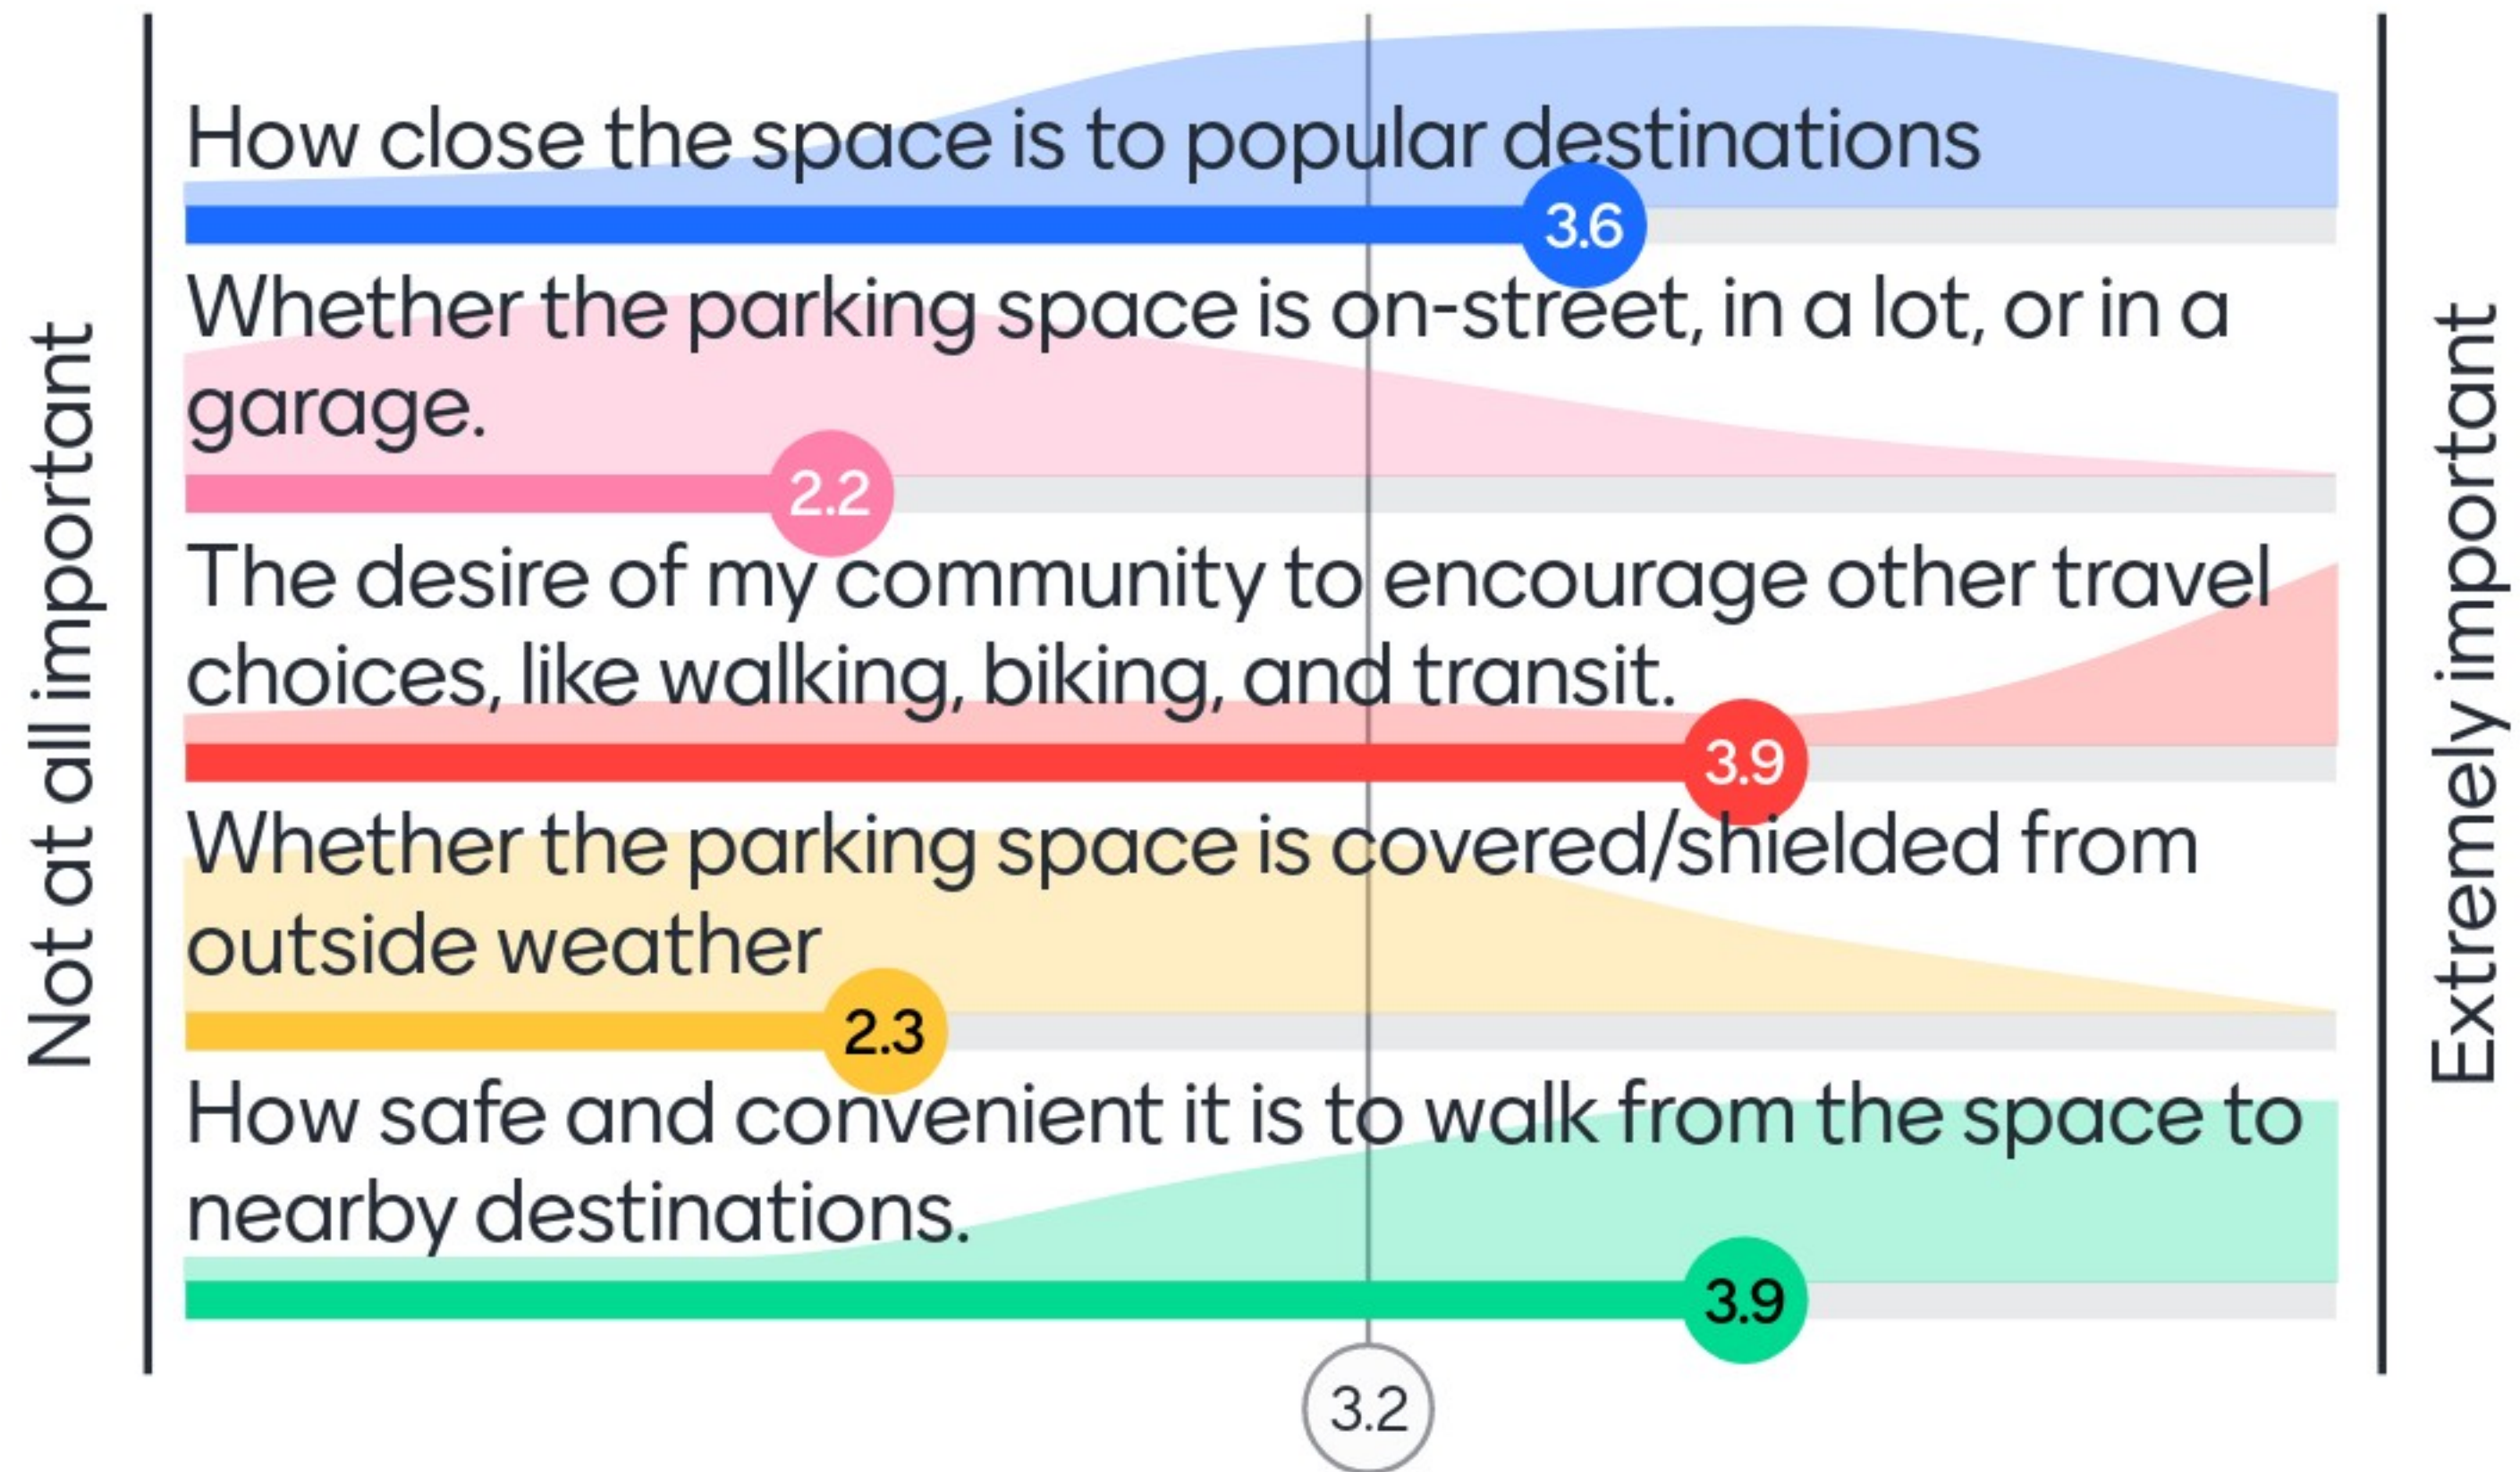 Not at all important
How close the space is to popular destinations
3.6
Whether the parking space is on-street, in a lot, or in a
garage.
2.2
The desire of my community to encourage other travel
choices, like walking, biking, and transit.
3.9
Whether the parking space is covered/shielded from
outside weather
2.3
How safe and convenient it is to walk from the space to
nearby destinations.
3.9
3.2
Extremely important